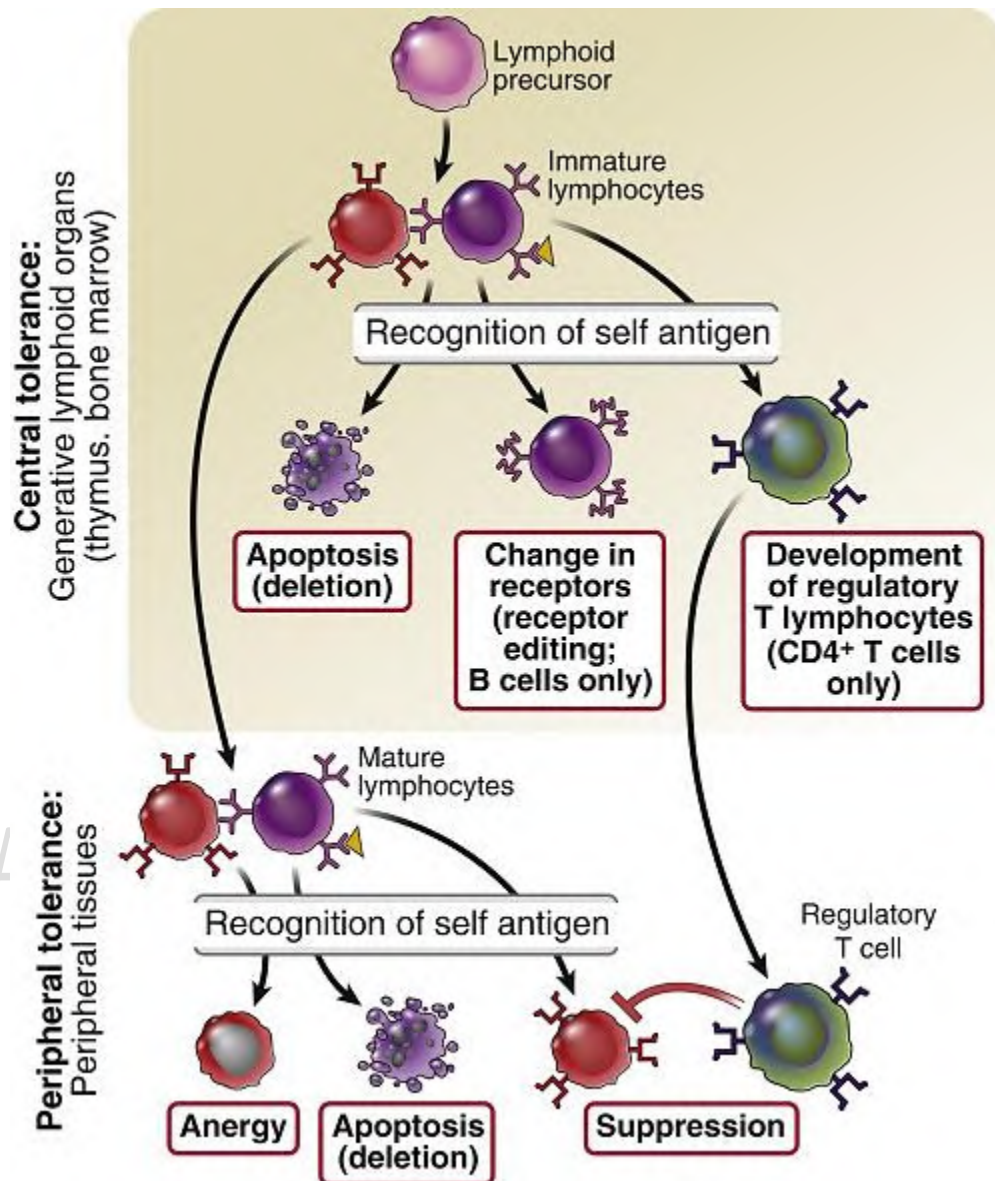 Lymphoid
precursor
Immature
lymphocytes
Central tolerance:
Generative lymphoid organs
(thymus. bone marrow)
Recognition of self antigen
Apoptosis
(deletion)
Change in
receptors
(receptor
editing;
B cells only)
Development
of regulatory
T lymphocytes
(CD4+ T cells
only)
Mature
lymphocytes
Peripheral tolerance:
Peripheral tissues
Recognition of self antigen
Regulatory
T cell
Anergy
Apoptosis
(deletion)
Suppression